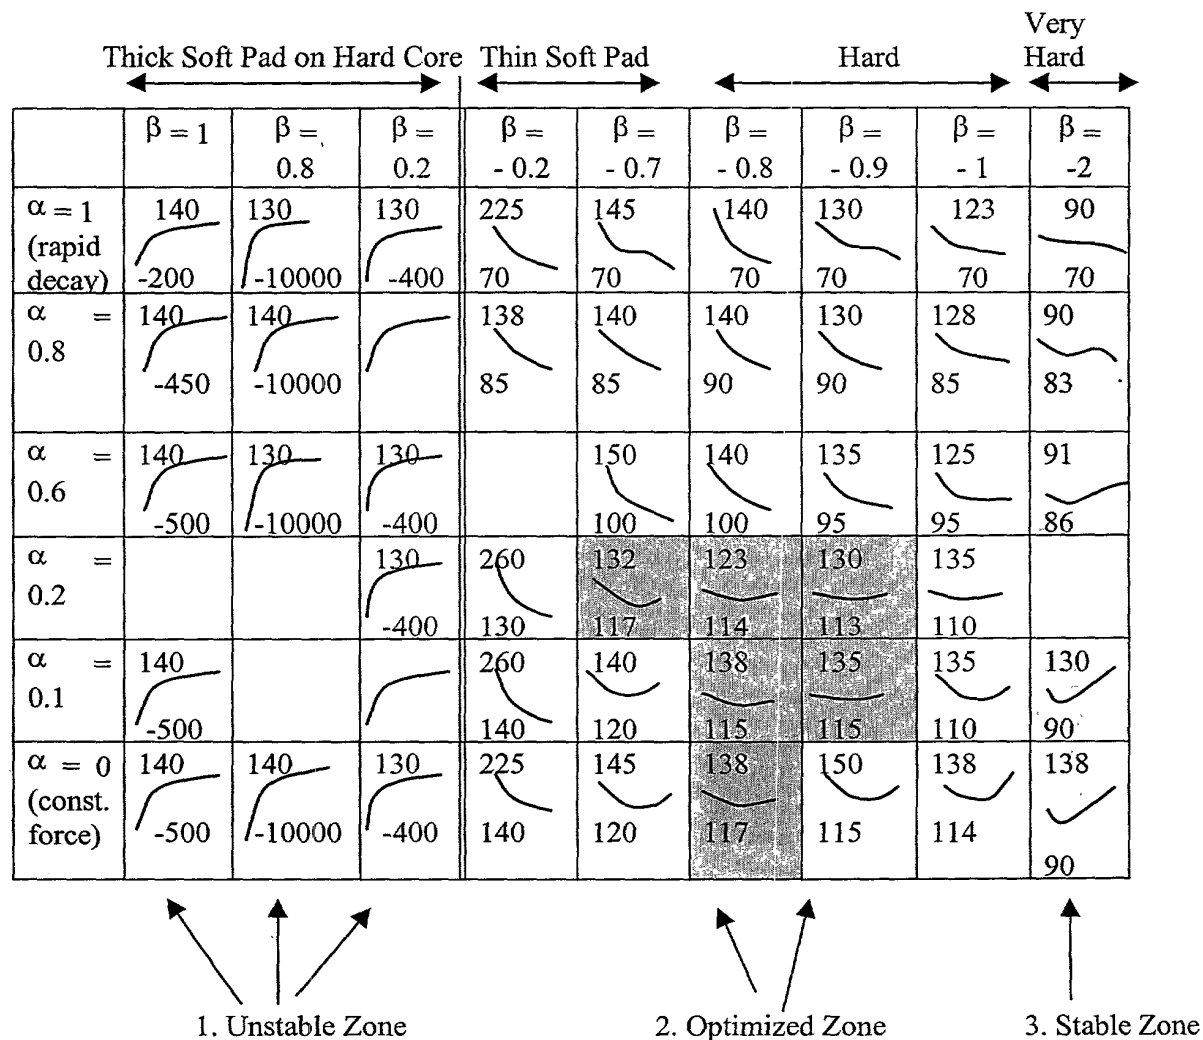 Very
Thick Soft Pad on Hard Core Thin Soft Pad Hard Hard
β = 1 β = β = β = β = β = β = β = β =
0.8 0.2 - 0.2 - 0.7 - 0.8 - 0.9 - 1 -2
α = 1 140 130 130 225 145 140 130 123 90
(rapid
decay) -200 -10000 -400 70 70 70 70 70 70
α = 140 140 138 140 140 130 128 90
0.8
-450 -10000 85 85 90 90 85 83
α = 140 130 130 150 140 135 125 91
0.6
-500 -10000 -400 100 100 95 95 86
α = 130 260 132 123 130 135
0.2
-400 130 117 114 113 110
α = 140 260 140 138 135 135 130
0.1
-500 140 120 115 115 110 90
α = 0 140 140 130 225 145 138 150 138 138
(const.
force) -500 -10000 -400 140 120 117 115 114
90
1. Unstable Zone 2. Optimized Zone 3. Stable Zone